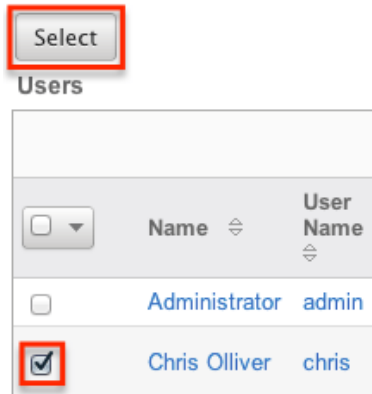 Select
Users
Name
User
Name
Administrator admin
Chris Olliver chris